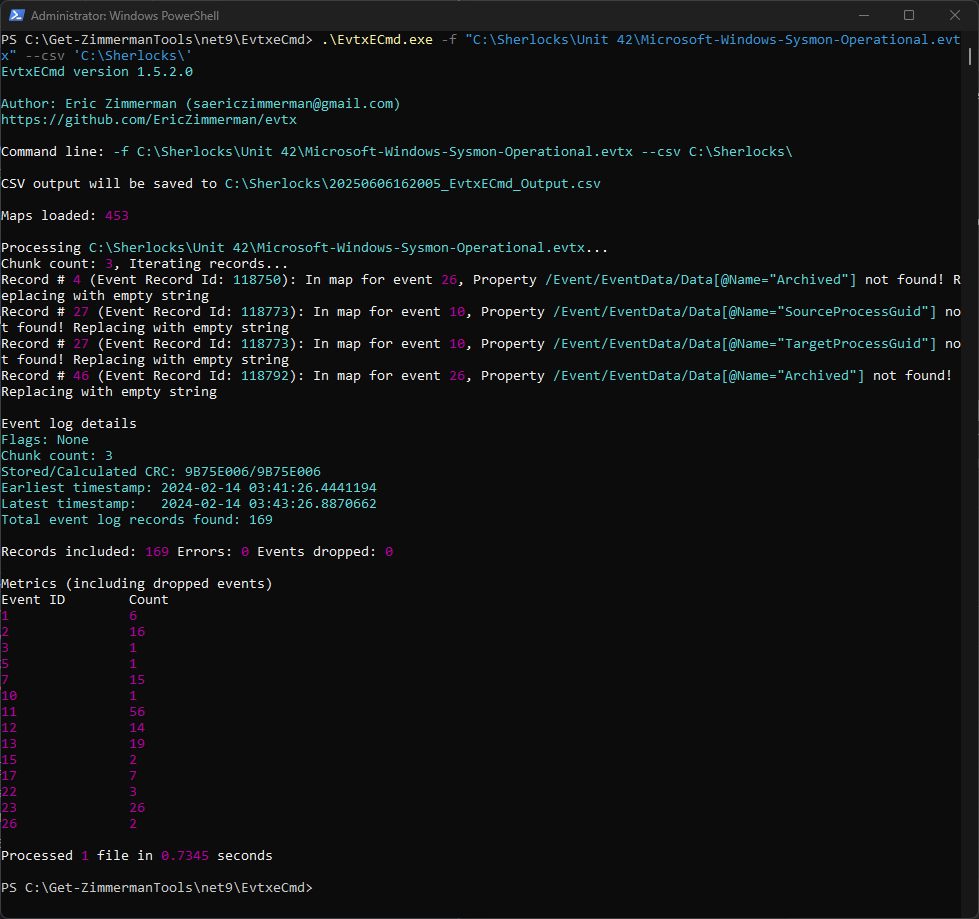 Administrator: Windows PowerShell
PS C:\Get-ZimmermanTools\net9\EvtxeCmd> .\EvtxECmd.exe -f "C:\Sherlocks\Unit 42\Microsoft-Windows-Sysmon-Operational.evt
x" --csv 'C:\Sherlocks\'
EvtxECmd version 1.5.2.0
Author: Eric Zimmerman (saericzimmerman@gmail.com)
https://github.com/EricZimmerman/evtx
Command line: -f C:\Sherlocks\Unit 42\Microsoft-Windows-Sysmon-Operational.evtx --csv C:\Sherlocks\
CSV output will be saved to C:\Sherlocks\20250606162005_EvtxECmd_Output.csv
Maps loaded: 453
Processing C:\Sherlocks\Unit 42\Microsoft-Windows-Sysmon-Operational.evtx...
Chunk count: 3, Iterating records...
Record # 4 (Event Record Id: 118750): In map for event 26, Property /Event/EventData/Data[@Name="Archived"] not found! R
eplacing with empty string
Record # 27 (Event Record Id: 118773): In map for event 10, Property /Event/EventData/Data[@Name="SourceProcessGuid"] no
t found! Replacing with empty string
Record # 27 (Event Record Id: 118773): In map for event 10, Property /Event/EventData/Data[@Name="TargetProcessGuid"] no
t found! Replacing with empty string
Record # 46 (Event Record Id: 118792): In map for event 26, Property /Event/EventData/Data[@Name="Archived"] not found!
Replacing with empty string
Event log details
Flags: None
Chunk count: 3
Stored/Calculated CRC: 9B75E006/9B75E006
Earliest timestamp: 2024-02-14 03:41:26.4441194
Latest timestamp:   2024-02-14 03:43:26.8870662
Total event log records found: 169
Records included: 169 Errors: 0 Events dropped: 0
Metrics (including dropped events)
Event ID        Count
1               6
2               16
3               1
5               1
7               15
10              1
11              56
12              14
13              19
15              2
17              7
22              3
23              26
26              2
Processed 1 file in 0.7345 seconds
PS C:\Get-ZimmermanTools\net9\EvtxeCmd>